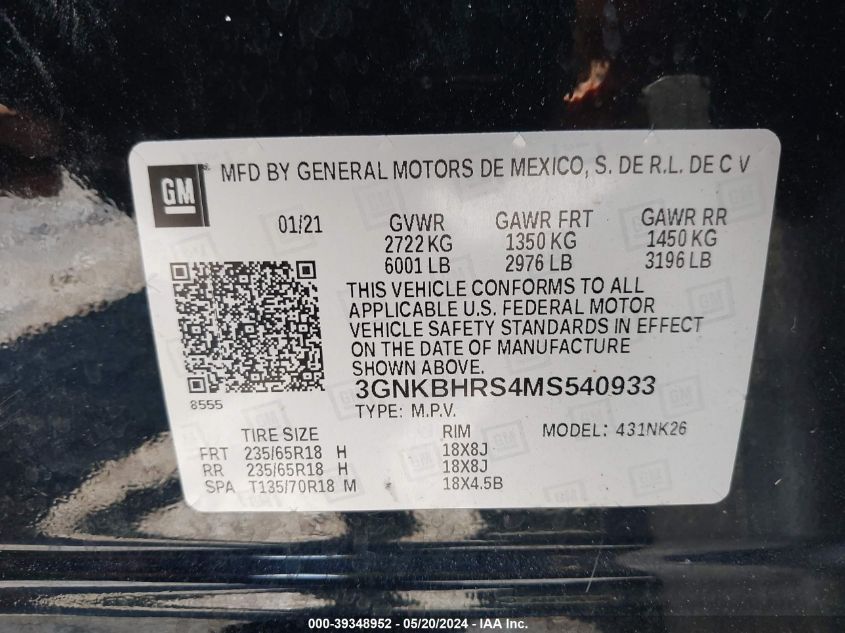 GM
MFD BY GENERAL MOTORS DE MEXICO, S. DE R.L. DE C V
01/21 GVWR GAWR FRT GAWR RR
2722 KG 1350 KG 1450 KG
6001 LB 2976 LB 3196 LB
THIS VEHICLE CONFORMS TO ALL
APPLICABLE U.S. FEDERAL MOTOR
VEHICLE SAFETY STANDARDS IN EFFECT
ON THE DATE OF MANUFACTURE
SHOWN ABOVE.
3GNKBHRS4MS540933
8555
TYPE: M.P.V.
TIRE SIZE RIM MODEL: 431NK26
FRT 235/65R18 H 18X8J
RR 235/65R18 H 18X8J
SPA T135/70R18 M 18X4.5B
000-39348952 - 05/20/2024 - IAA Inc.